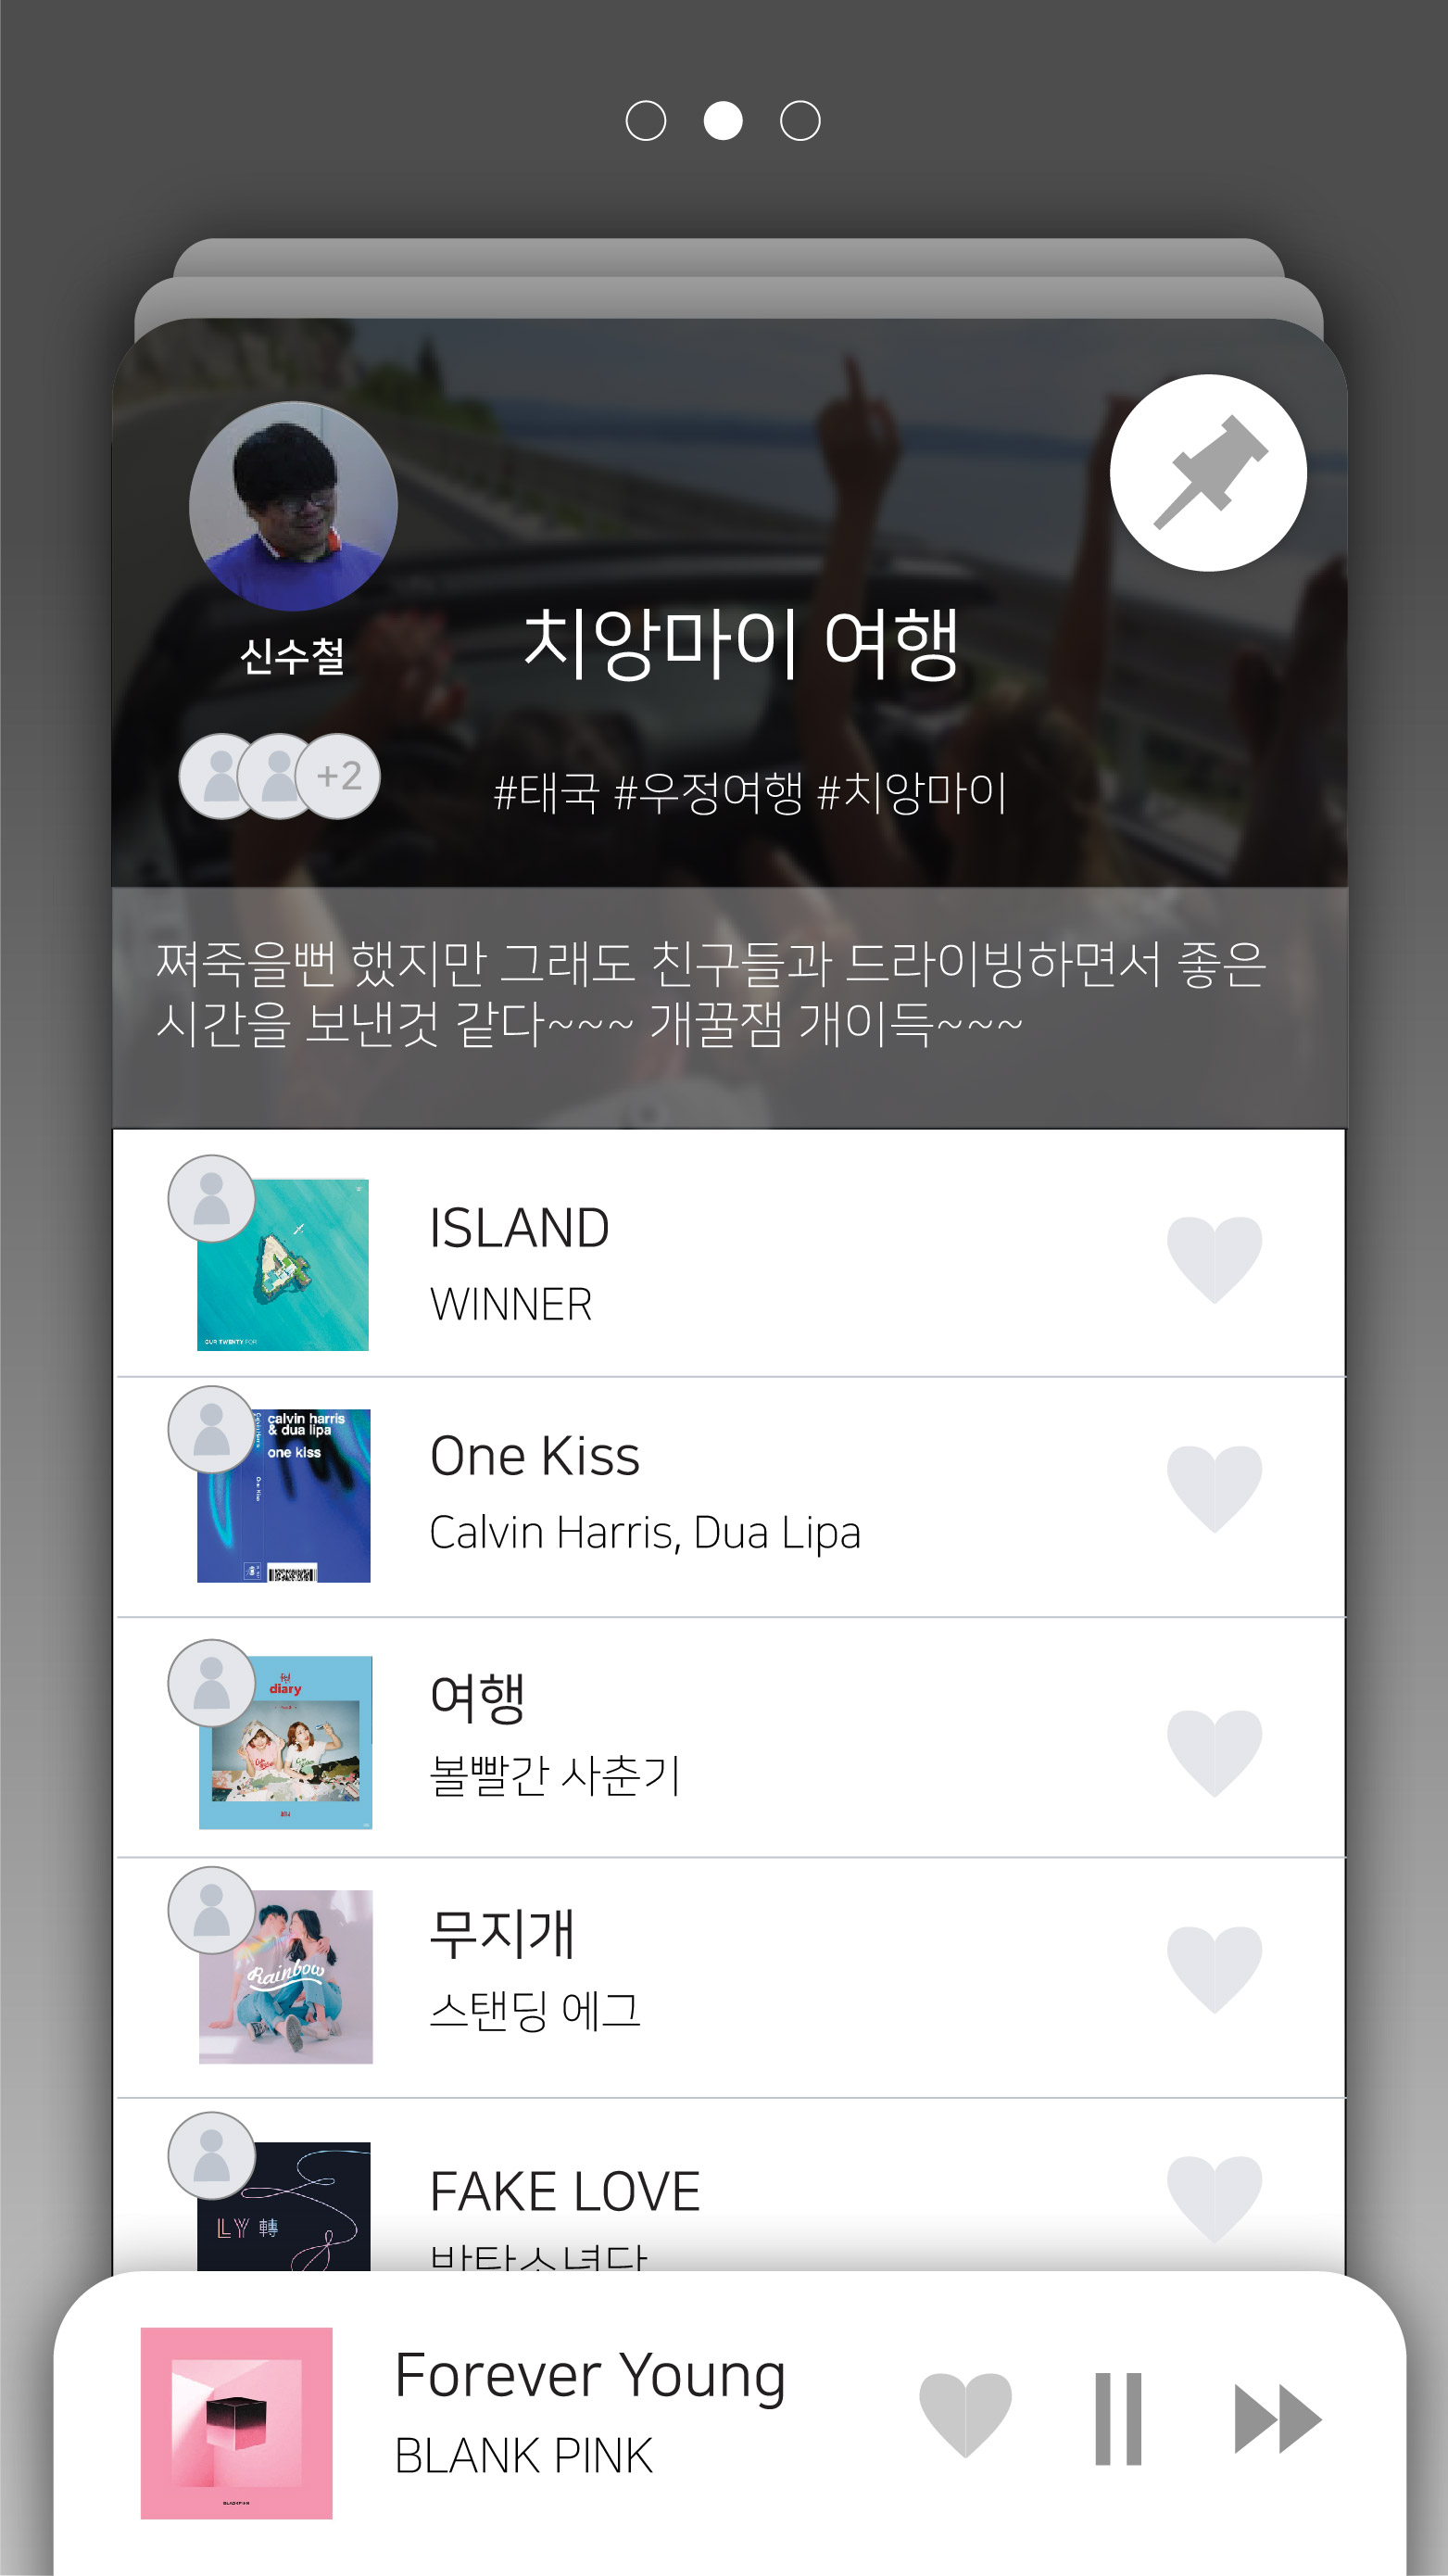 신수철
치앙마이 여행
+2
#태국 #우정여행 #치앙마이
쪄죽을뻔 했지만 그래도 친구들과 드라이빙하면서 좋은
시간을 보낸것 같다~~~ 개꿀잼 개이득~~~
ISLAND
WINNER
OUR TWENTY FOR
calvin harris
& dua lipa
one kiss
One Kiss
One Kiss
Calvin Harris, Dua Lipa
diary
여행
볼빨간 사춘기
Rainbow
무지개
스탠딩 에그
LY 轉
FAKE LOVE
방탄소년단
Forever Young
BLANK PINK
BLACKPINK